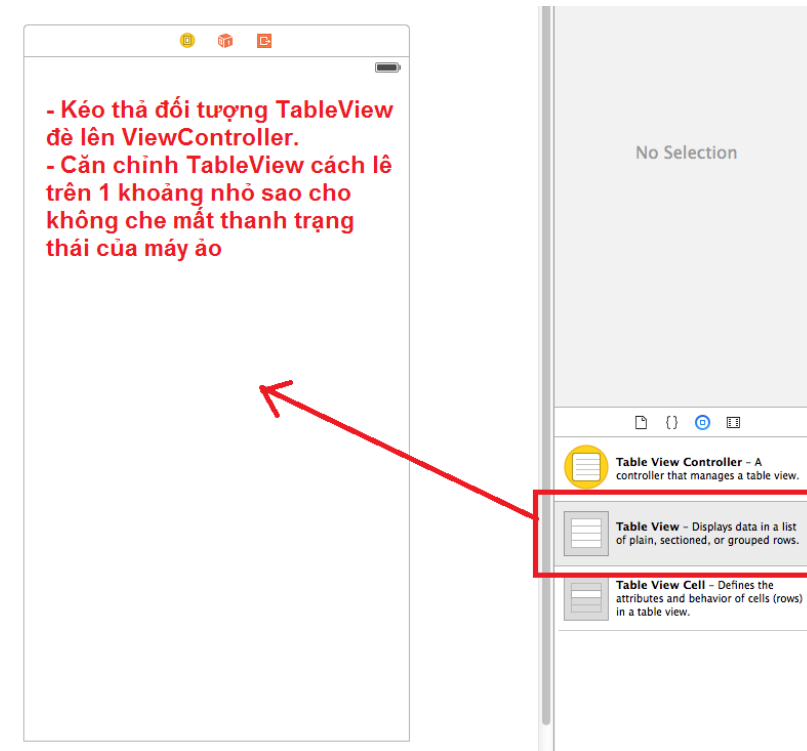 - Kéo thả đối tượng TableView
đè lên ViewController.
- Căn chỉnh TableView cách lê
trên 1 khoảng nhỏ sao cho
không che mất thanh trạng
thái của máy ảo
No Selection
{}
Table View Controller – A
controller that manages a table view.
Table View – Displays data in a list
of plain, sectioned, or grouped rows.
Table View Cell – Defines the
attributes and behavior of cells (rows)
in a table view.